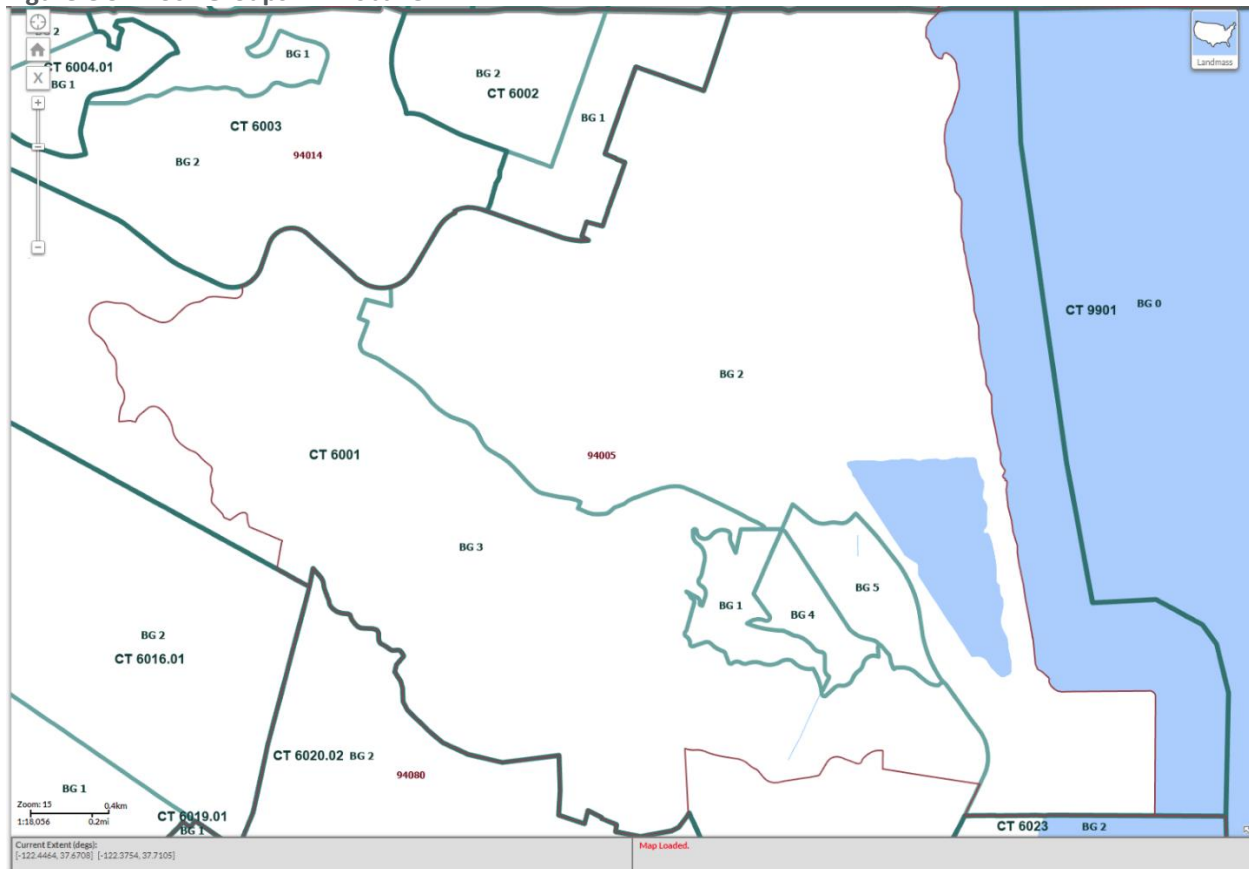 BG 2
CT 6004.01
BG 1
X
+
BG 1
CT 6003
BG 2
94014
BG 2
CT 6002
BG 1
Landmass
CT 9901
BG 0
BG 2
94005
CT 6001
BG 3
BG 1
BG 4
BG 5
BG 2
CT 6016.01
CT 6020.02
BG 2
94080
BG 1
Zoom: 15
0.4km
1:18,056
0.2mi
CT 6019.01
BG 1
CT 6023
BG 2
Current Extent (degs):
[-122.4464, 37.6708] [-122.3754, 37.7105]
Map Loaded.